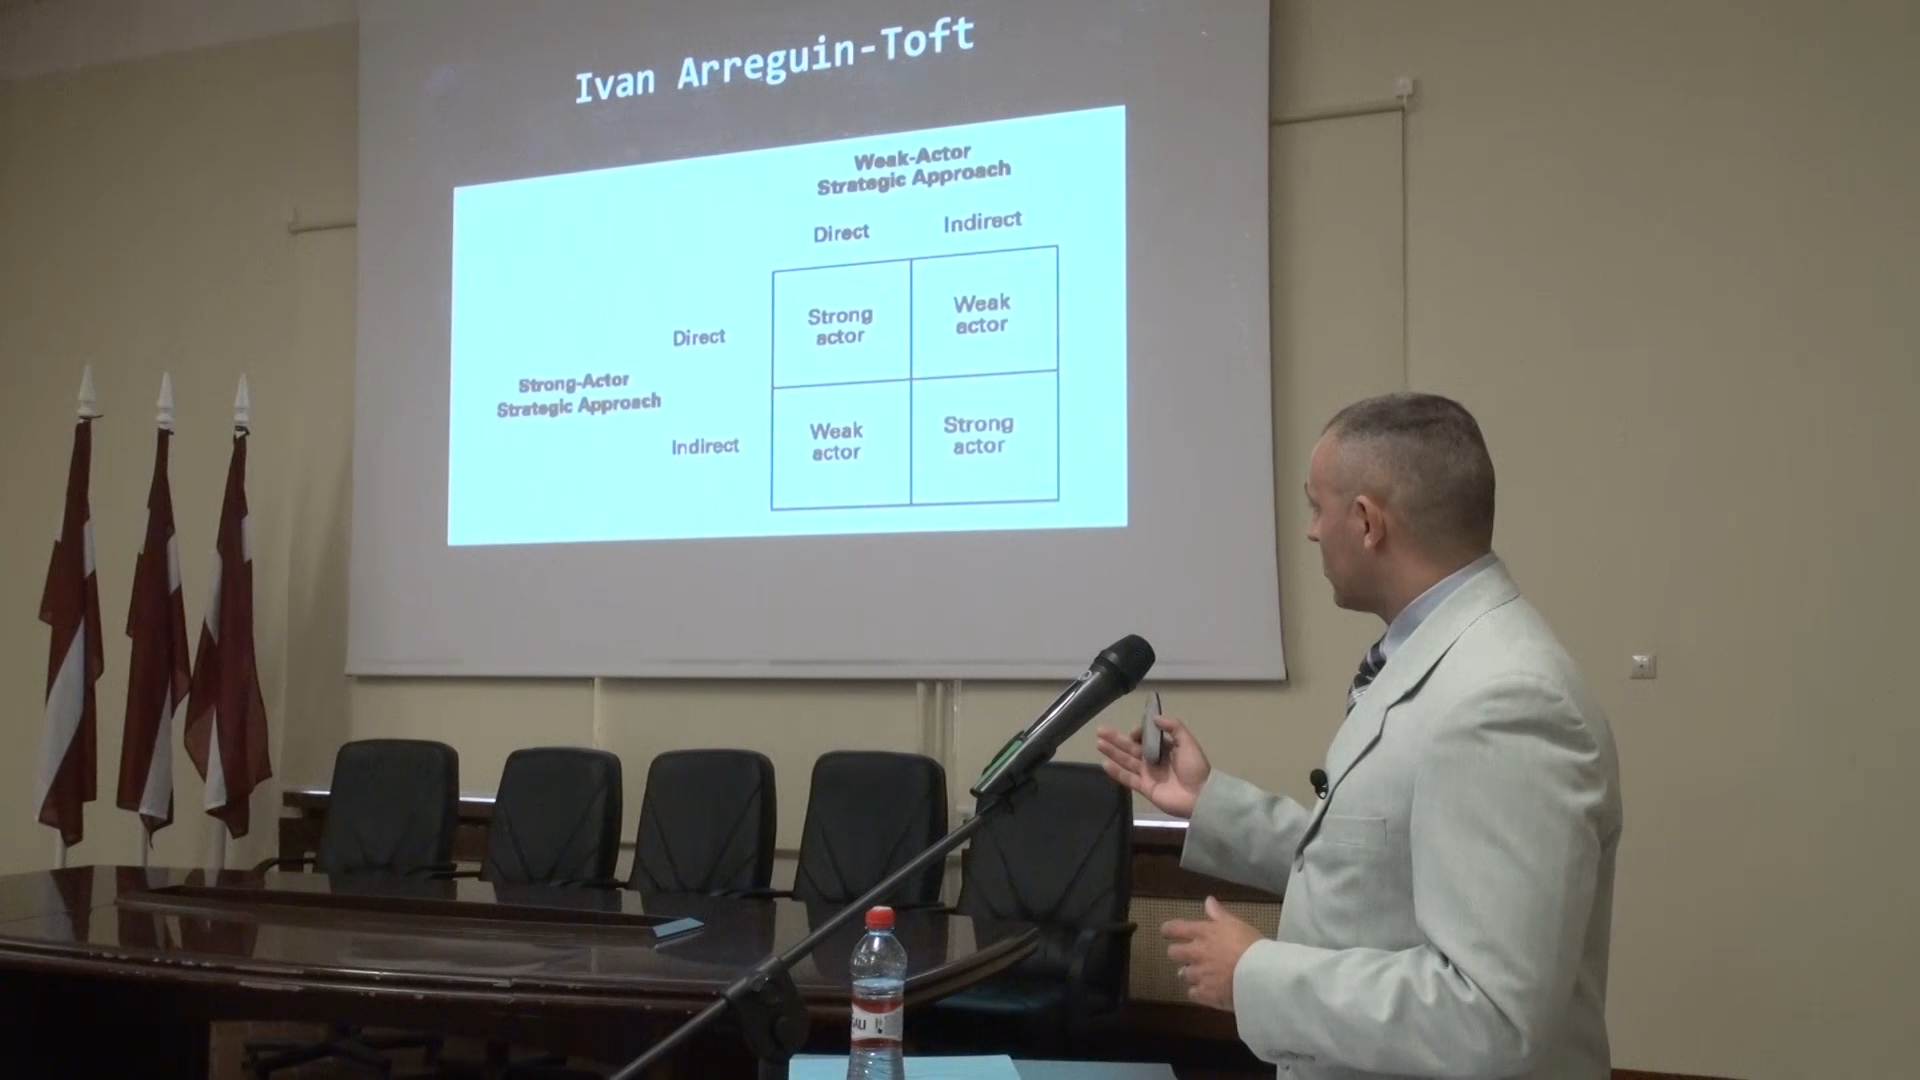 Ivan Arreguin-Toft
Weak-Actor
Strategic Approach
Direct
Indirect
Strong
actor
Weak
actor
Direct
Strong-Actor
Strategic Approach
Indirect
Weak
actor
Strong
actor